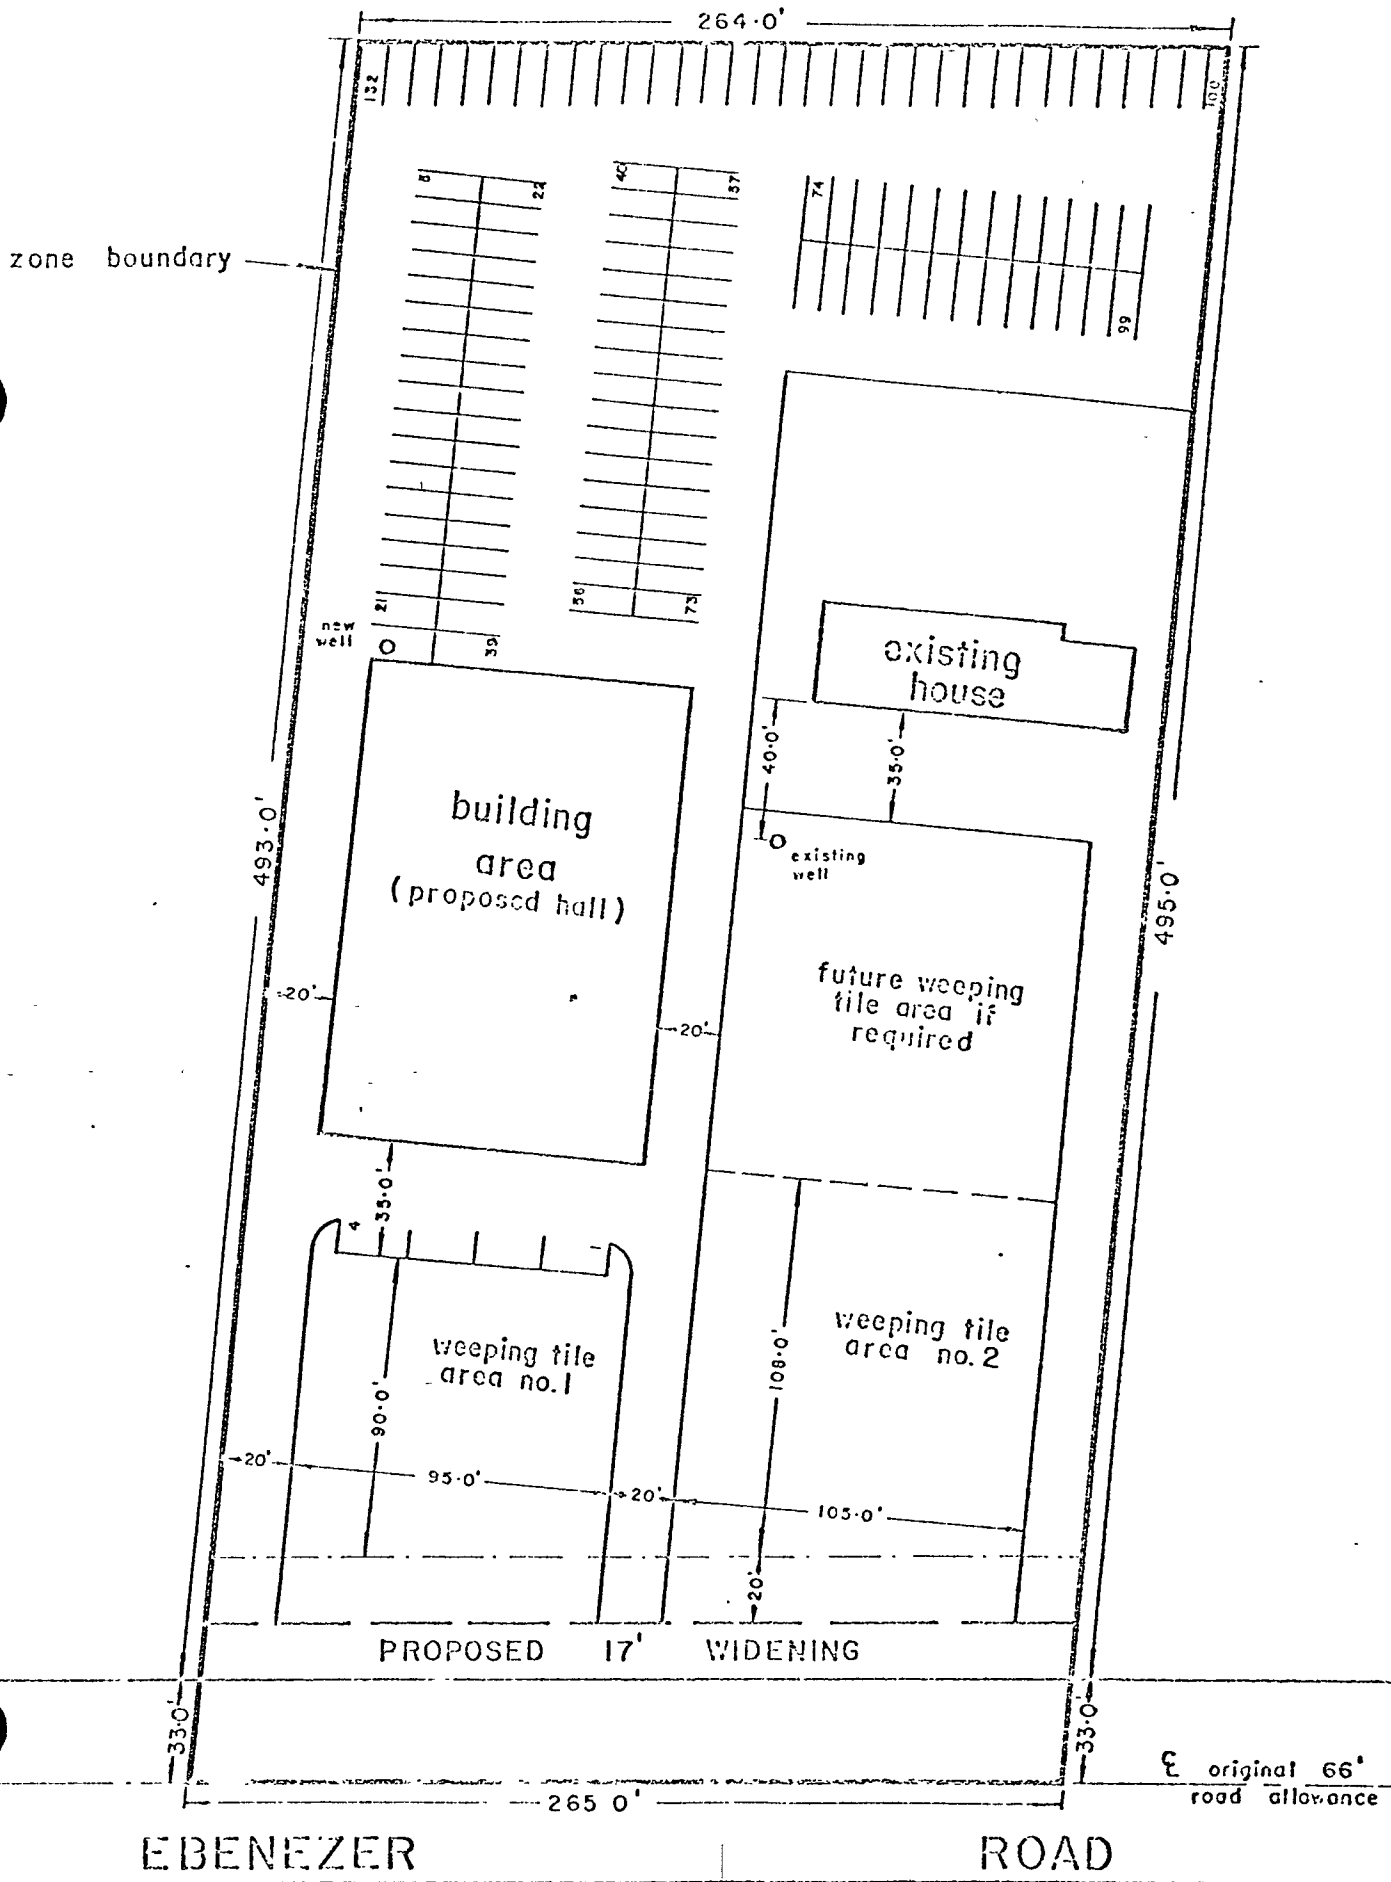 264.0'
132
100
5
22
40
57
74
99
zone boundary
21
39
56
73
new
well
existing
house
40.0'
35.0'
building
area
(proposed hall)
existing
well
493.0'
495.0'
future weeping
tile area if
required
20'
20'
35.0'
4
weeping tile
area no.1
weeping tile
area no.2
90.0'
108.0'
20'
95.0'
20'
105.0'
20'
PROPOSED 17' WIDENING
33.0'
33.0'
℄ original 66'
road allowance
265 0'
EBENEZER ROAD